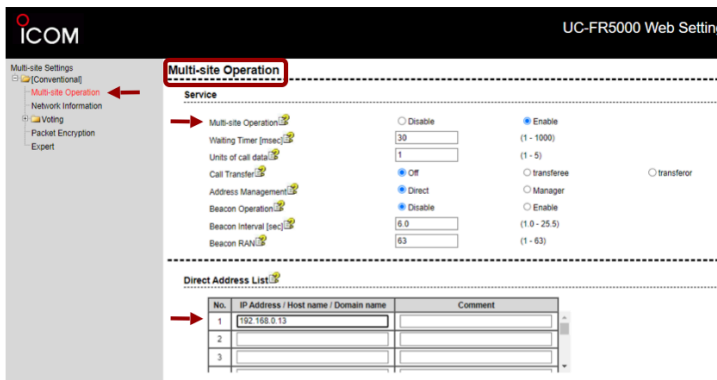 ICOM
UC-FR5000 Web Setting
Multi-site Settings
[Conventional]
Multi-site Operation
Network Information
Voting
Packet Encryption
Expert
Multi-site Operation
Service
Multi-site Operation Disable Enable
Waiting Timer [msec] 30 (1 - 1000)
Units of call data 1 (1 - 5)
Call Transfer Off transferee transferor
Address Management Direct Manager
Beacon Operation Disable Enable
Beacon Interval [sec] 6.0 (1.0 - 25.5)
Beacon RAN 63 (1 - 63)
Direct Address List
No. IP Address / Host name / Domain name Comment
1 192.168.0.13
2
3